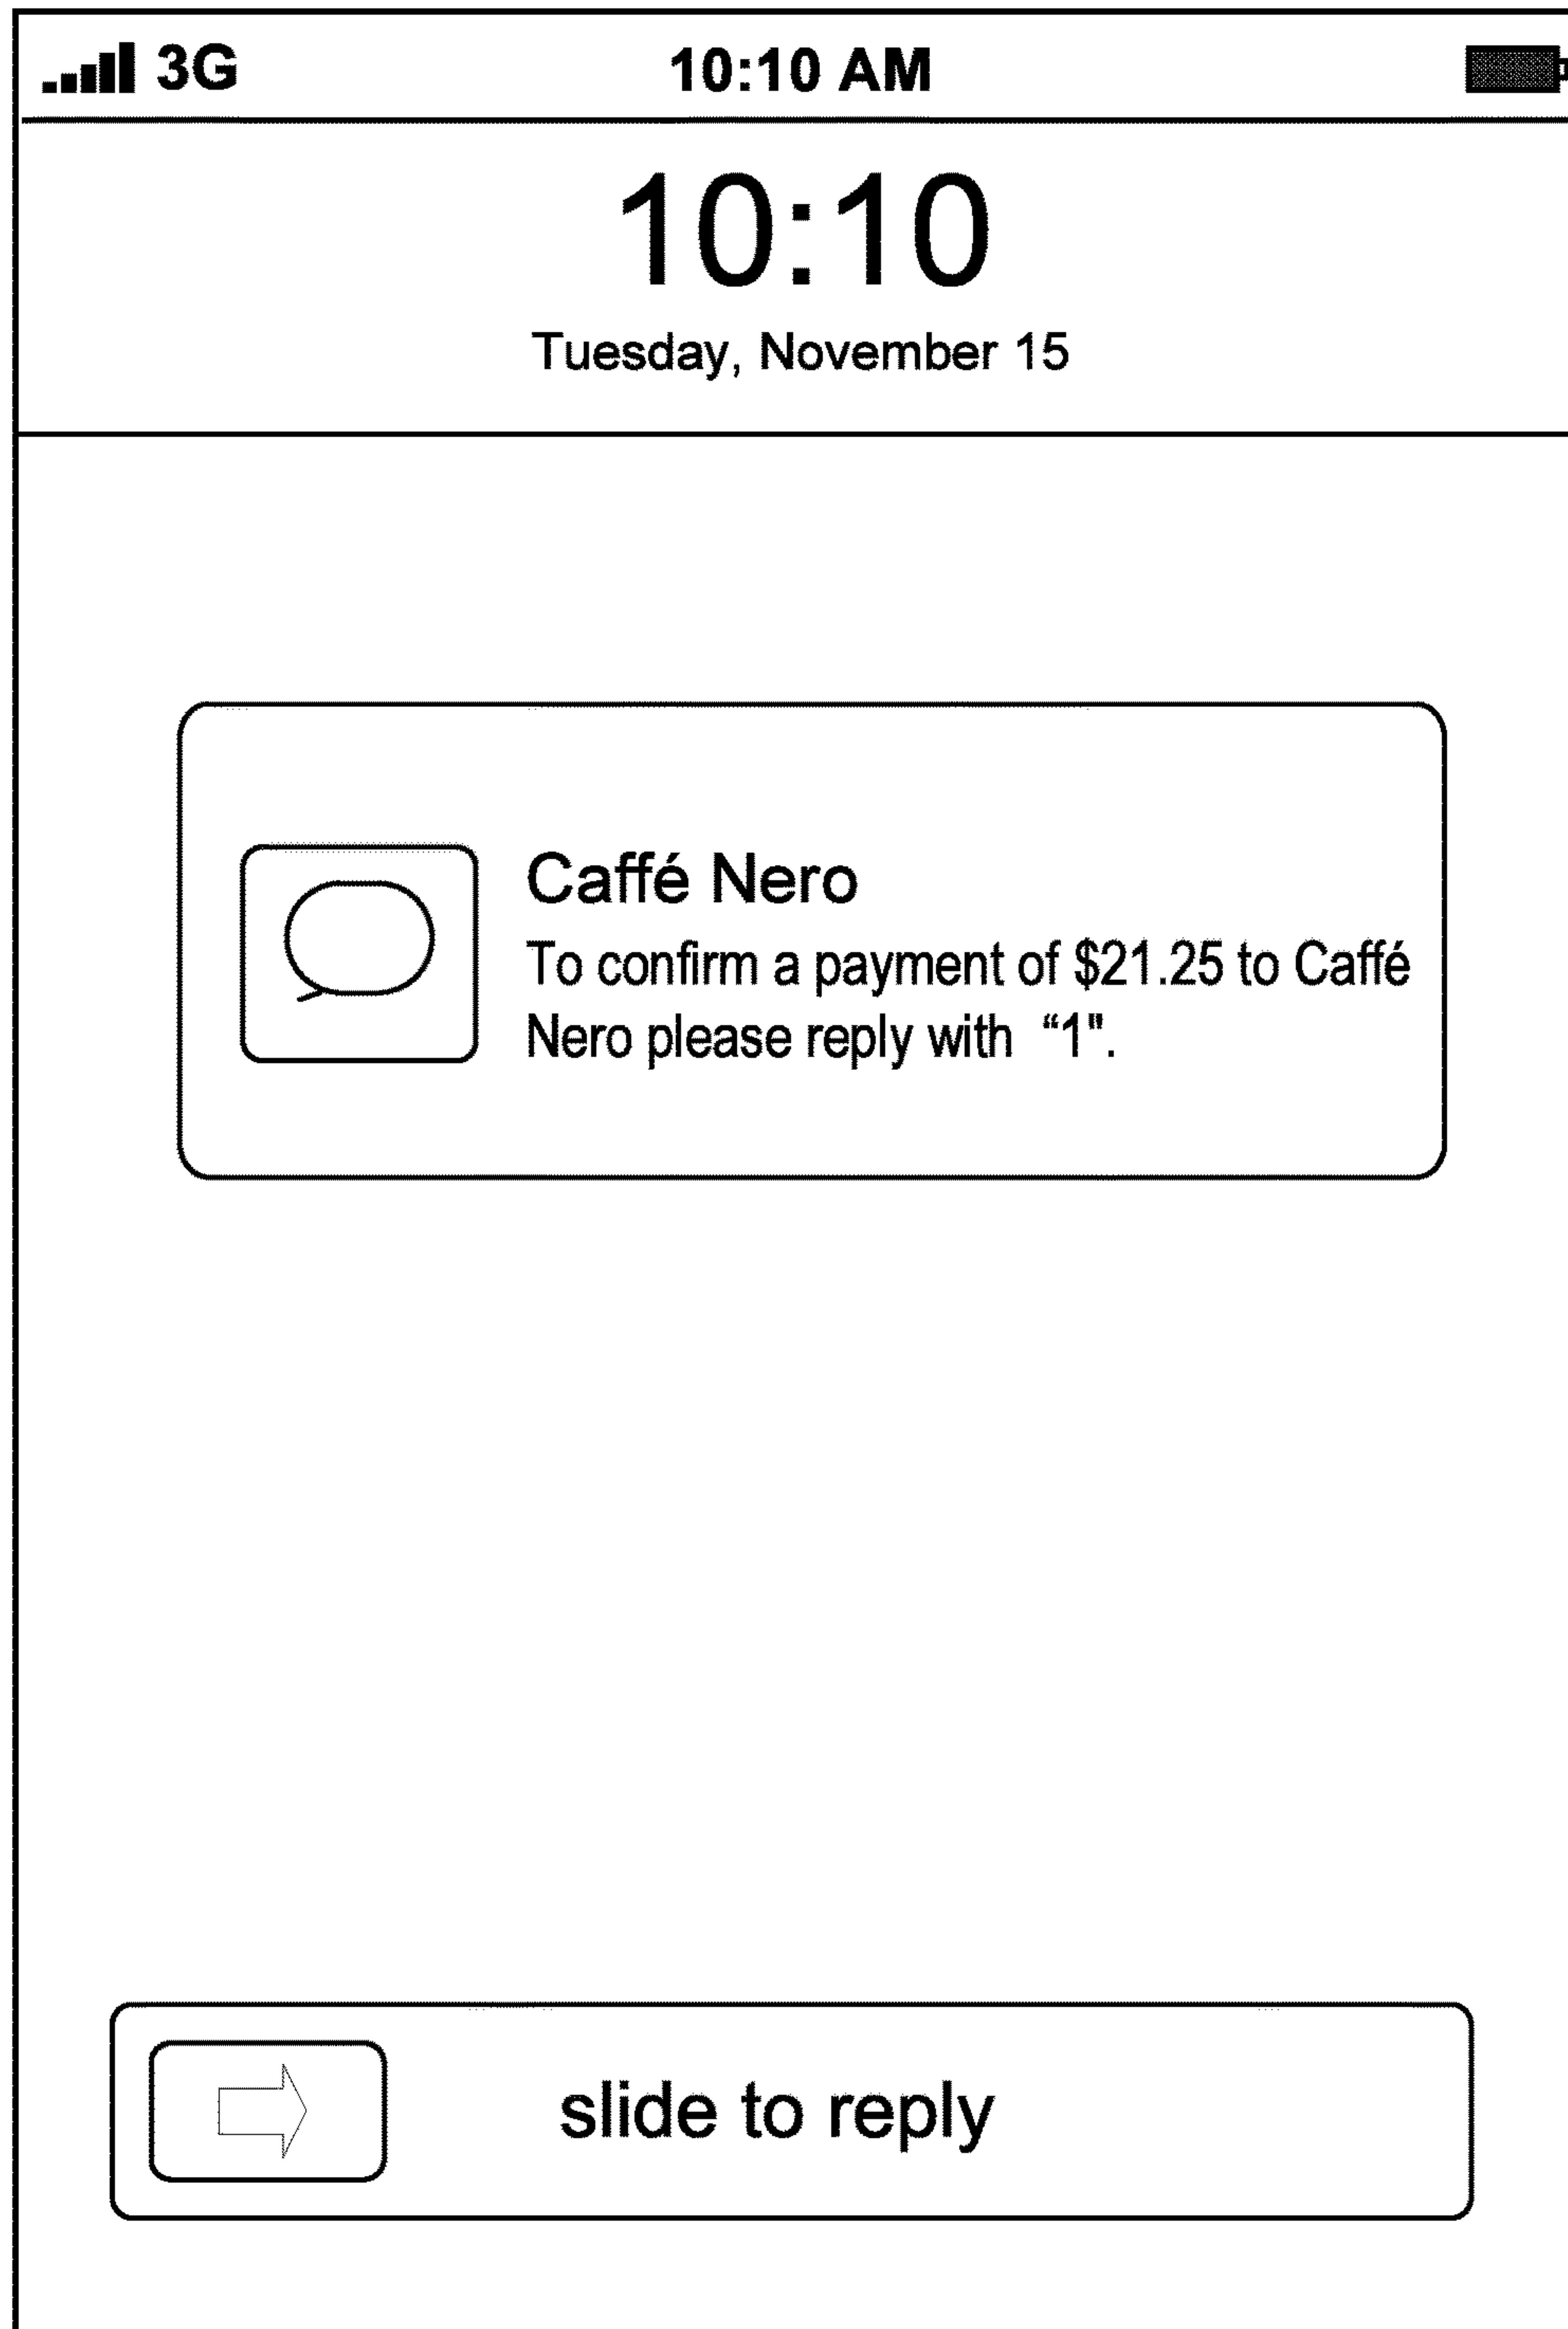 3G 10:10 AM
10:10
Tuesday, November 15
Caffé Nero
To confirm a payment of $21.25 to Caffé
Nero please reply with “1".
slide to reply